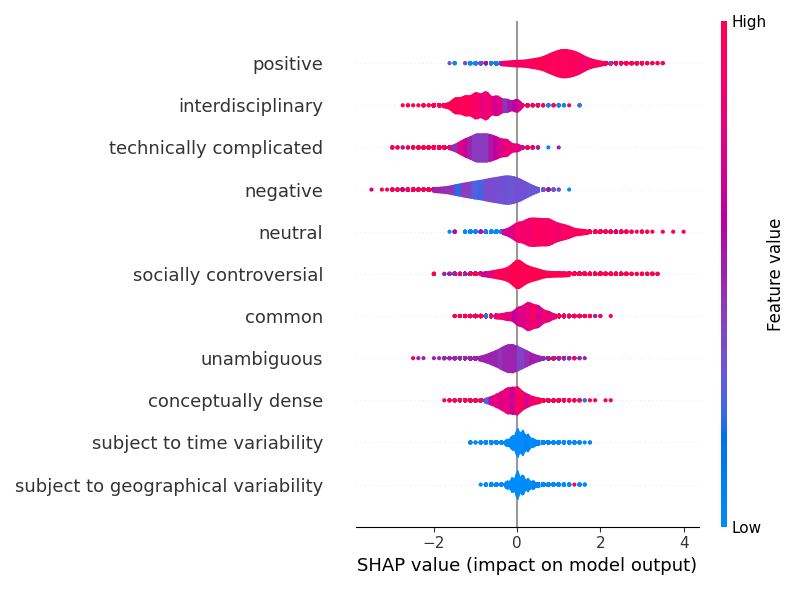 High
positive
interdisciplinary
technically complicated
negative
neutral
socially controversial
common
unambiguous
conceptually dense
subject to time variability
subject to geographical variability
Feature value
Low
−2 0 2 4
SHAP value (impact on model output)